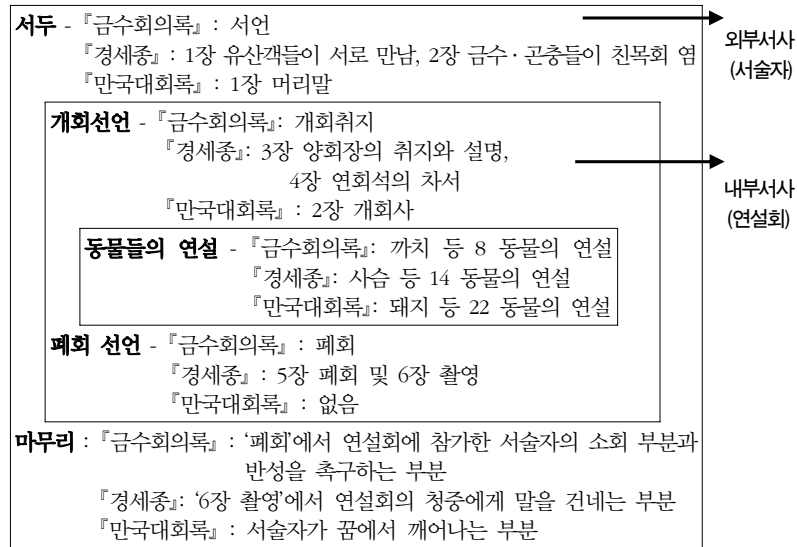 서두 - 『금수회의록』 : 서언
『경세종』 : 1장 유산객들이 서로 만남, 2장 금수·곤충들이 친목회 염
『만국대회록』 : 1장 머리말
외부서사
(서술자)
개회선언 - 『금수회의록』: 개회취지
『경세종』: 3장 양회장의 취지와 설명,
4장 연회석의 차서
『만국대회록』 : 2장 개회사
내부서사
(연설회)
동물들의 연설 - 『금수회의록』: 까치 등 8 동물의 연설
『경세종』: 사슴 등 14 동물의 연설
『만국대회록』: 돼지 등 22 동물의 연설
폐회 선언 - 『금수회의록』 : 폐회
『경세종』 : 5장 폐회 및 6장 촬영
『만국대회록』 : 없음
마무리 : 『금수회의록』 : '폐회'에서 연설회에 참가한 서술자의 소회 부분과
반성을 촉구하는 부분
『경세종』: '6장 촬영'에서 연설회의 청중에게 말을 건네는 부분
『만국대회록』 : 서술자가 꿈에서 깨어나는 부분